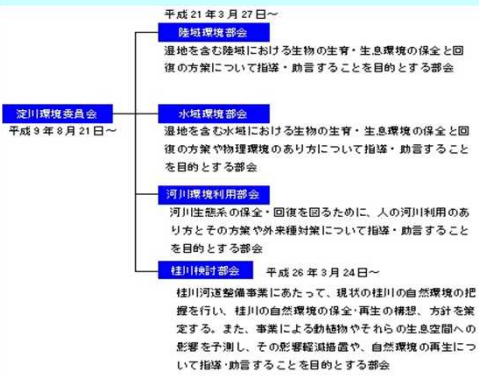 平成21年3月27日～
陸域環境部会
湿地を含む陸域における生物の生育・生息環境の保全と回
復の方策について指導・助言することを目的とする部会
淀川環境委員会
平成9年8月21日～
水域環境部会
湿地を含む水域における生物の生育・生息環境の保全と回
復の方策や物理環境のあり方について指導・助言すること
を目的とする部会
河川環境利用部会
河川生態系の保全・回復を図るために、人の河川利用のあ
り方とその方策や外来種対策について指導・助言すること
を目的とする部会
桂川検討部会 平成26年3月24日～
桂川河道整備事業にあたって、現状の桂川の自然環境の把
握を行い、桂川の自然環境の保全・再生の構想、方針を策
定する。また、事業による動植物やそれらの生息空間への
影響を予測し、その影響軽減措置や、自然環境の再生につ
いて指導・助言することを目的とする部会